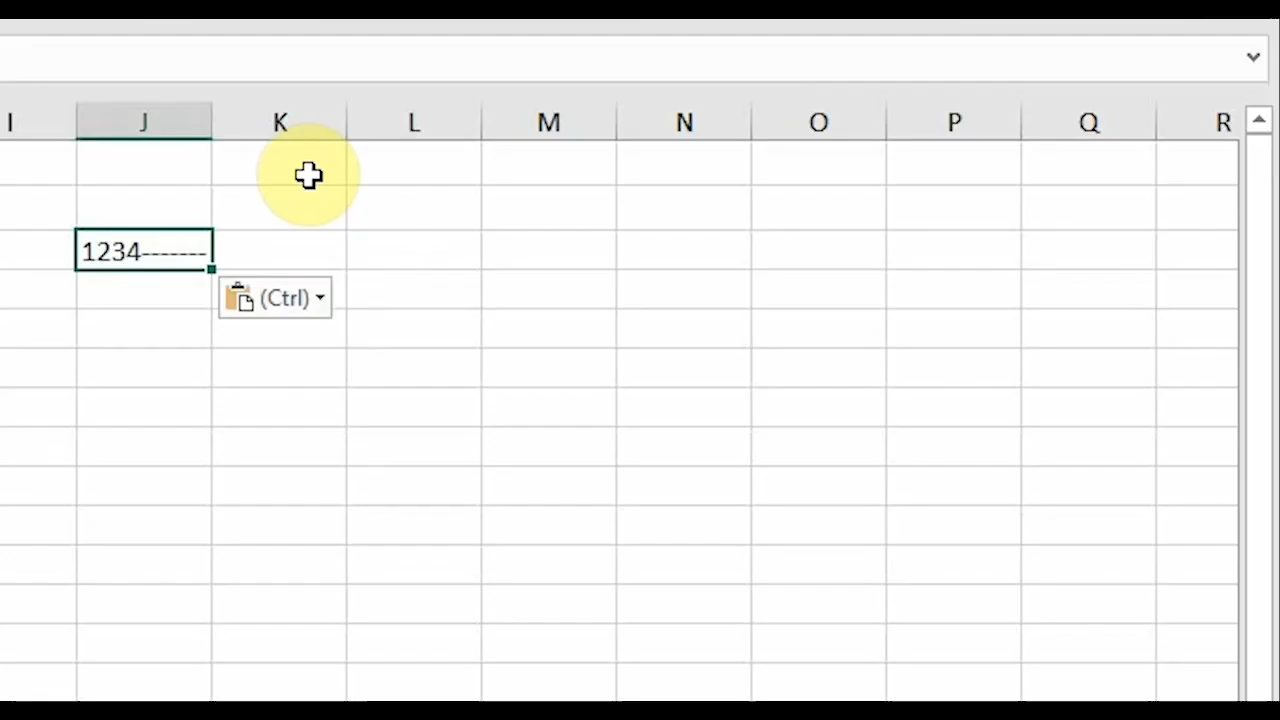 I J K L M N O P Q R
1234-------
(Ctrl)